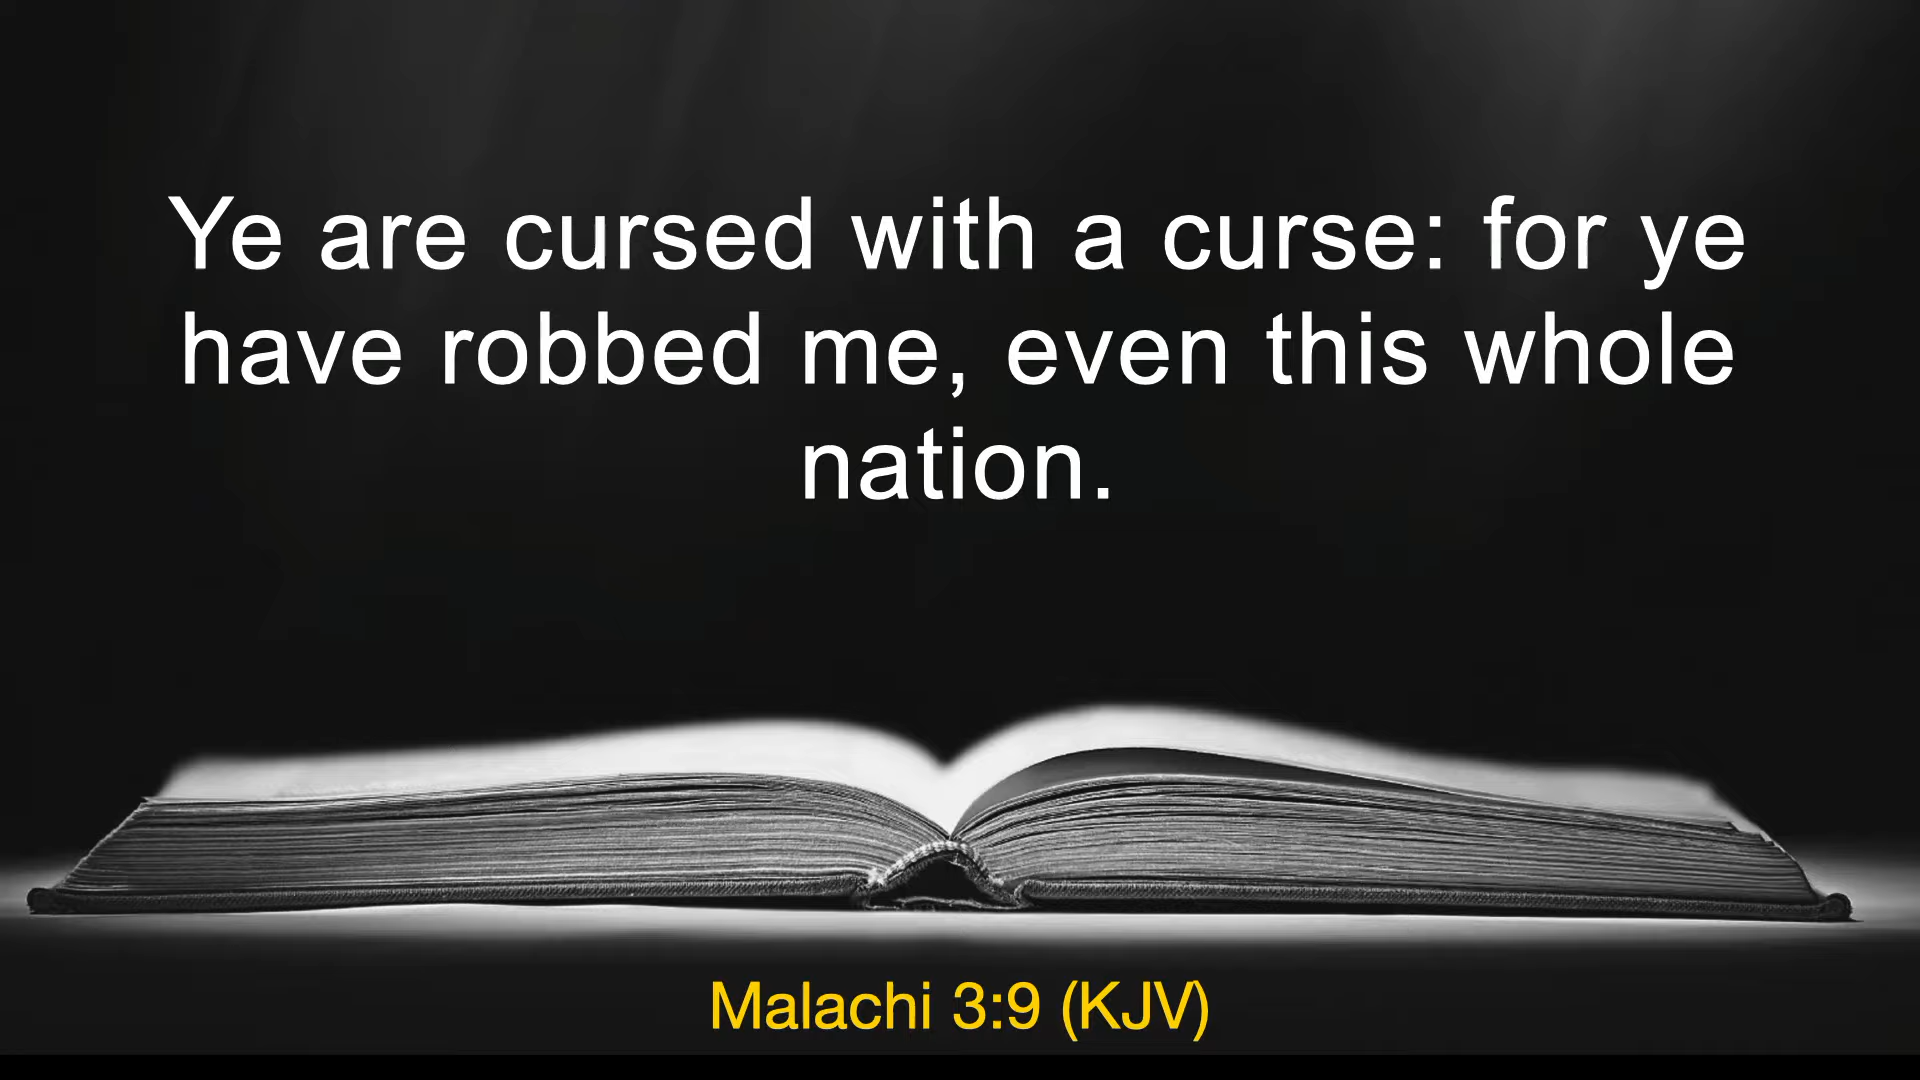 Ye are cursed with a curse: for ye
have robbed me, even this whole
nation.
Malachi 3:9 (KJV)